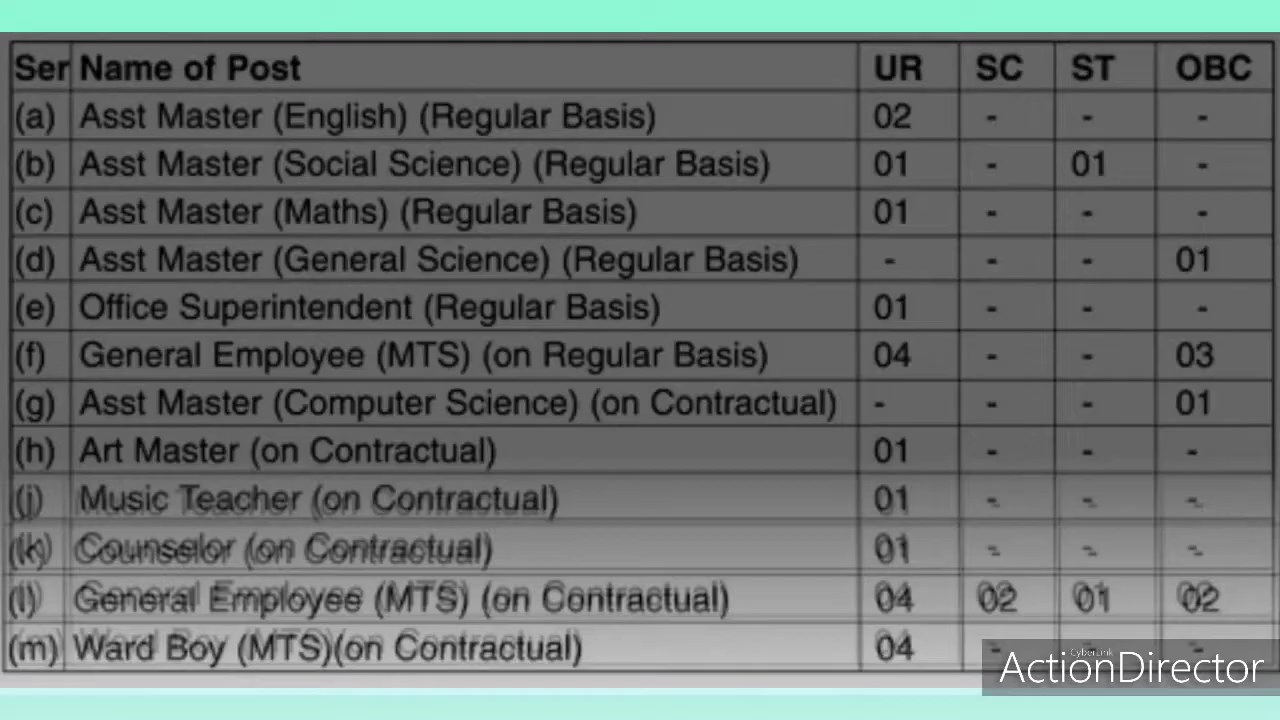 Ser Name of Post UR SC ST OBC
(a) Asst Master (English) (Regular Basis) 02 - - -
(b) Asst Master (Social Science) (Regular Basis) 01 - 01 -
(c) Asst Master (Maths) (Regular Basis) 01 - - -
(d) Asst Master (General Science) (Regular Basis) - - - 01
(e) Office Superintendent (Regular Basis) 01 - - -
(f) General Employee (MTS) (on Regular Basis) 04 - - 03
(g) Asst Master (Computer Science) (on Contractual) - - - 01
(h) Art Master (on Contractual) 01 - - -
(j) Music Teacher (on Contractual) 01 - - -
(k) Counselor (on Contractual) 01 - - -
(l) General Employee (MTS) (on Contractual) 04 02 01 02
(m) Ward Boy (MTS)(on Contractual) 04 - - -
CyberLink
ActionDirector